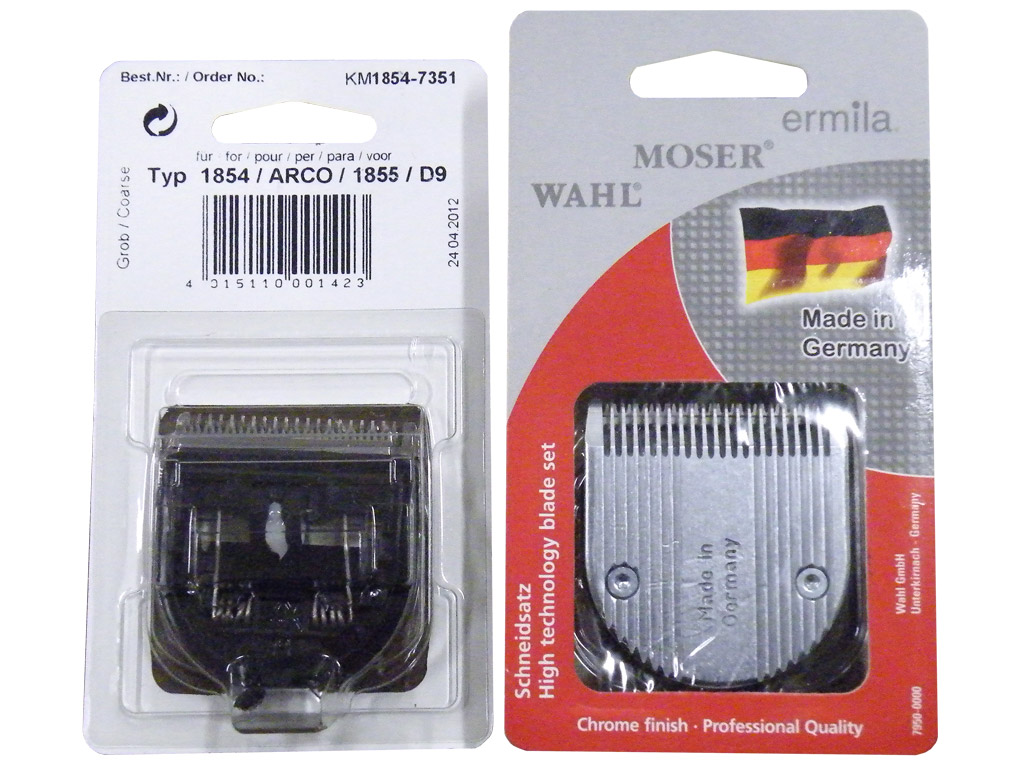 Best.Nr.: / Order No.:
KM1854-7351
für · for / pour / per / para / voor
Typ 1854 / ARCO / 1855 / D9
Grob / Coarse
24 04.2012
4 015110 001423
ermila
MOSER®
WAHL®
Made in
Germany
Schneidsatz
High technology blade set
Made in
Germany
Wahl GmbH
Unterkirnach - Germany
7950-0000
Chrome finish · Professional Quality